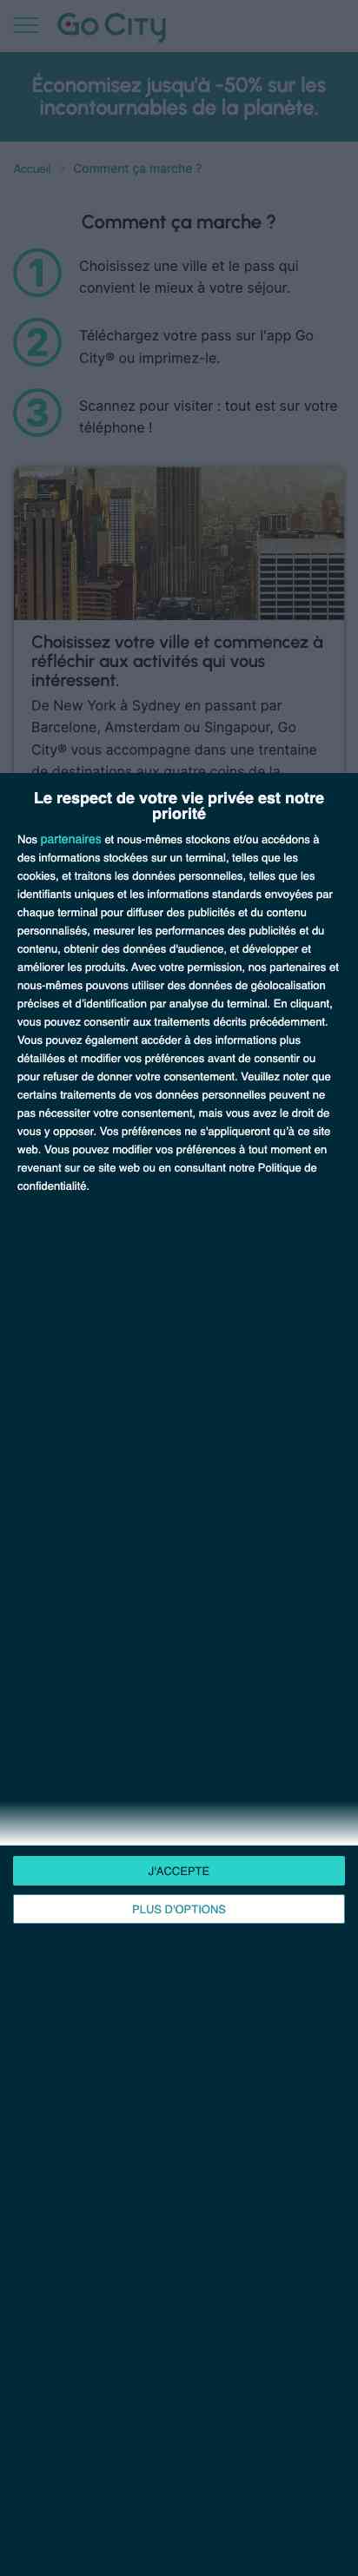 Go City
Économisez jusqu'à -50% sur les
incontournables de la planète.
Accueil > Comment ça marche ?
Comment ça marche ?
1
Choisissez une ville et le pass qui
convient le mieux à votre séjour.
2
Téléchargez votre pass sur l'app Go
City® ou imprimez-le.
3
Scannez pour visiter : tout est sur votre
téléphone !
Choisissez votre ville et commencez à
réfléchir aux activités qui vous
intéressent.
De New York à Sydney en passant par
Barcelone, Amsterdam ou Singapour, Go
City® vous accompagne dans une trentaine
de destinations aux quatre coins de la
Le respect de votre vie privée est notre
priorité
Nos partenaires et nous-mêmes stockons et/ou accédons à
des informations stockées sur un terminal, telles que les
cookies, et traitons les données personnelles, telles que les
identifiants uniques et les informations standards envoyées par
chaque terminal pour diffuser des publicités et du contenu
personnalisés, mesurer les performances des publicités et du
contenu, obtenir des données d'audience, et développer et
améliorer les produits. Avec votre permission, nos partenaires et
nous-mêmes pouvons utiliser des données de géolocalisation
précises et d'identification par analyse du terminal. En cliquant,
vous pouvez consentir aux traitements décrits précédemment.
Vous pouvez également accéder à des informations plus
détaillées et modifier vos préférences avant de consentir ou
pour refuser de donner votre consentement. Veuillez noter que
certains traitements de vos données personnelles peuvent ne
pas nécessiter votre consentement, mais vous avez le droit de
vous y opposer. Vos préférences ne s'appliqueront qu'à ce site
web. Vous pouvez modifier vos préférences à tout moment en
revenant sur ce site web ou en consultant notre Politique de
confidentialité.
J'ACCEPTE
PLUS D'OPTIONS